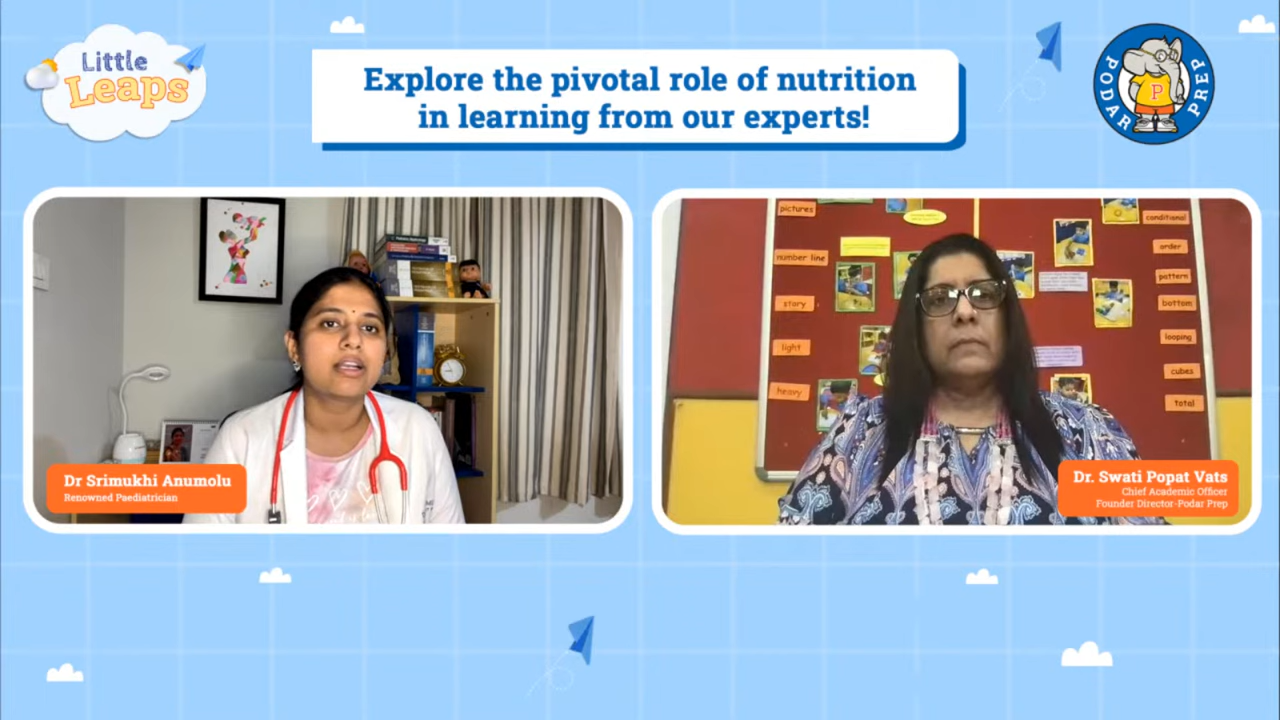 Little
Leaps
Explore the pivotal role of nutrition
in learning from our experts!
PODAR PREP
P
pictures
number line
story
light
heavy
conditional
order
pattern
bottom
looping
cubes
total
Dr Srimukhi Anumolu
Renowned Paediatrician
Dr. Swati Popat Vats
Chief Academic Officer
Founder Director-Podar Prep